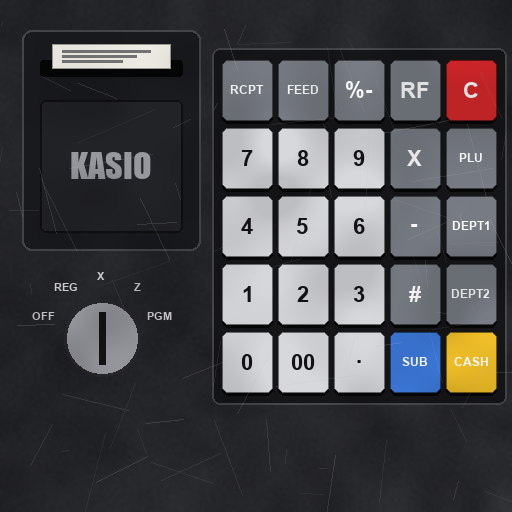 KASIO
OFF
REG
X
Z
PGM
RCPT FEED %- RF C
7 8 9 X PLU
4 5 6 - DEPT1
1 2 3 # DEPT2
0 00 · SUB CASH